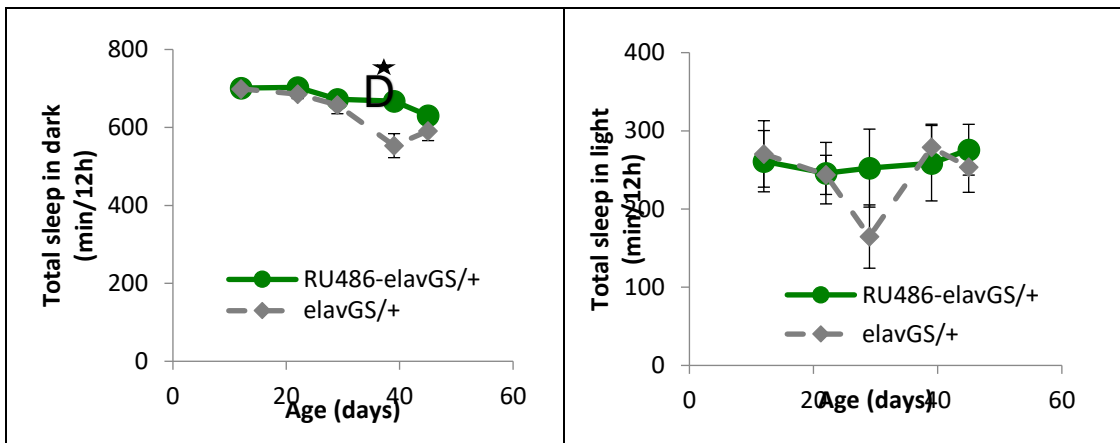 800
600
400
200
0
0
20
40
60
Total sleep in dark
(min/12h)
Age (days)
D
RU486-elavGS/+
elavGS/+
400
300
200
100
0
0
20
40
60
Total sleep in light
(min/12h)
Age (days)
RU486-elavGS/+
elavGS/+